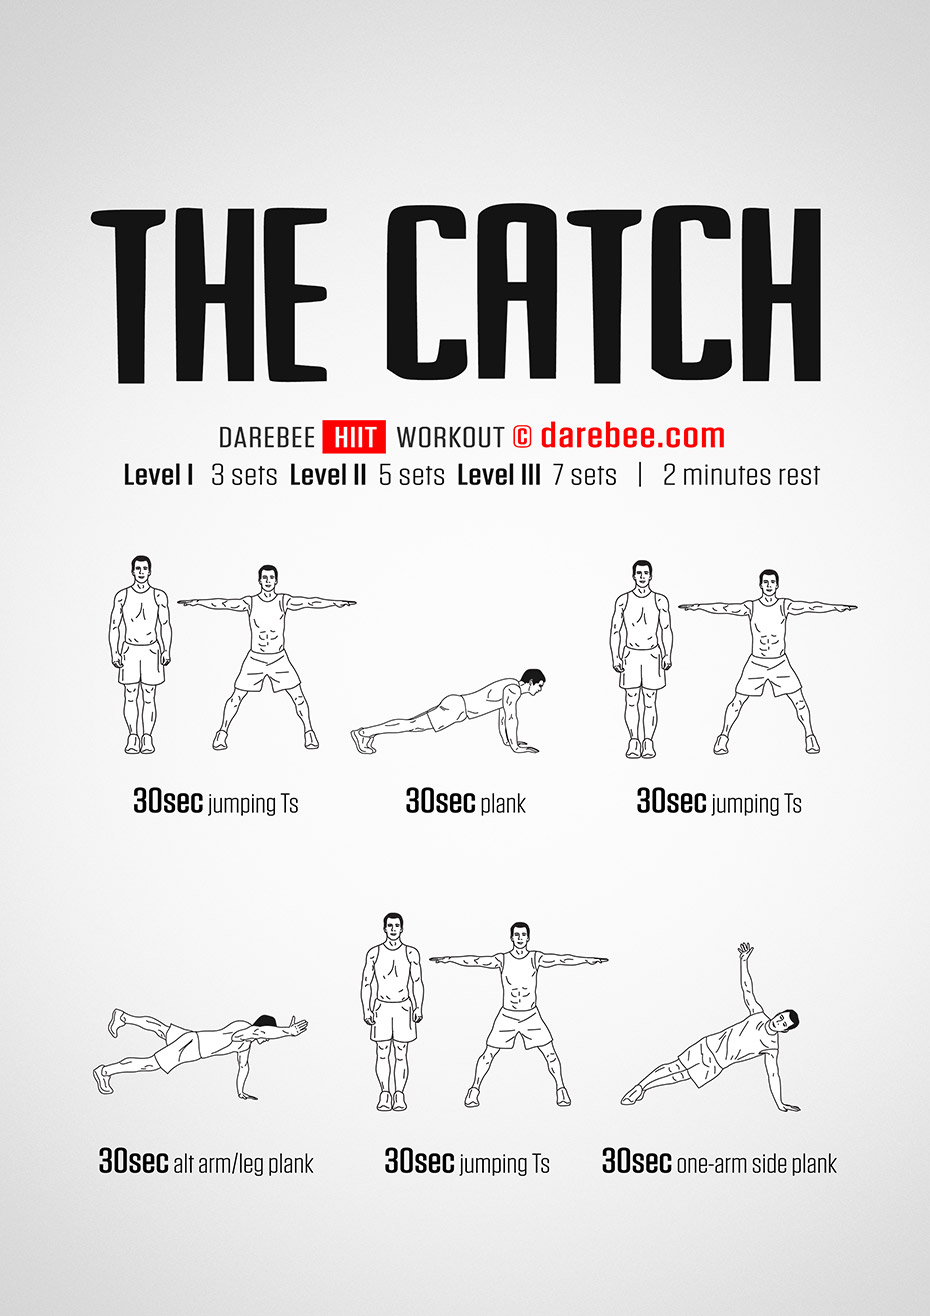 THE CATCH
DAREBEE HIIT WORKOUT © darebee.com
Level I 3 sets Level II 5 sets Level III 7 sets | 2 minutes rest
30sec jumping Ts
30sec plank
30sec jumping Ts
30sec alt arm/leg plank
30sec jumping Ts
30sec one-arm side plank